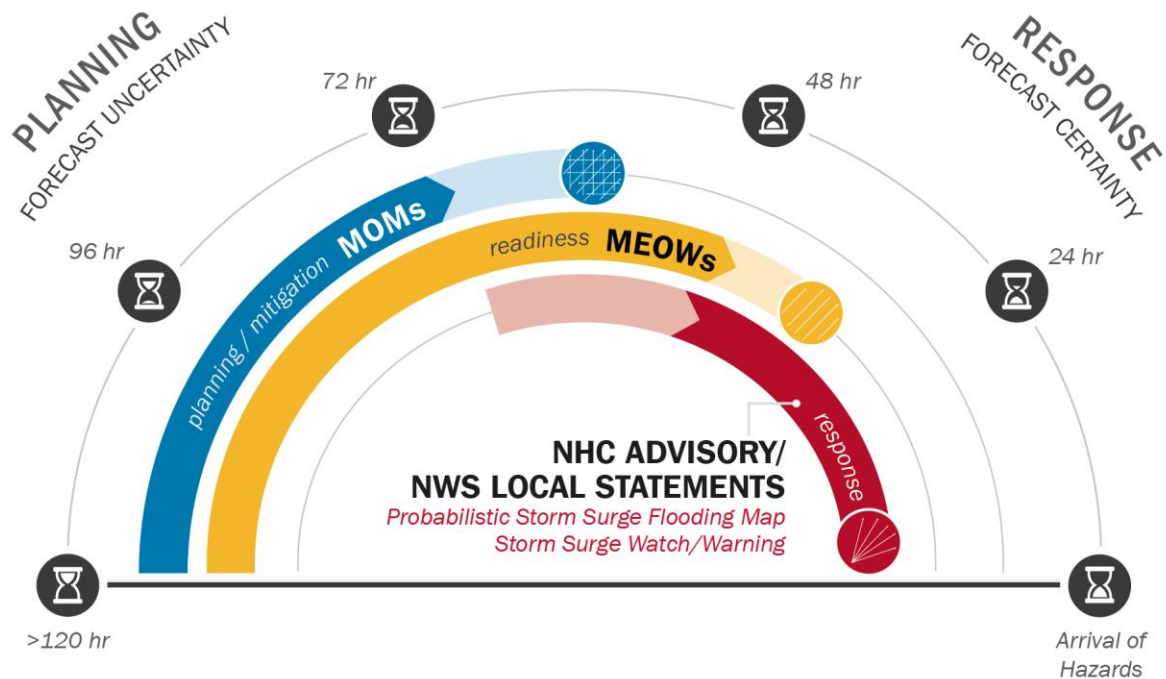 PLANNING
FORECAST UNCERTAINTY
RESPONSE
FORECAST CERTAINTY
72 hr
48 hr
96 hr
24 hr
planning / mitigation MOMs
readiness MEOWs
response
NHC ADVISORY/
NWS LOCAL STATEMENTS
Probabilistic Storm Surge Flooding Map
Storm Surge Watch/Warning
>120 hr
Arrival of
Hazards